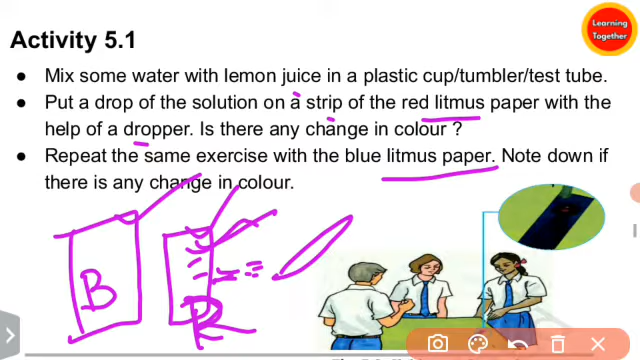 Learning
Together
Activity 5.1
● Mix some water with lemon juice in a plastic cup/tumbler/test tube.
● Put a drop of the solution on a strip of the red litmus paper with the
help of a dropper. Is there any change in colour ?
● Repeat the same exercise with the blue litmus paper. Note down if
there is any change in colour.
B
R